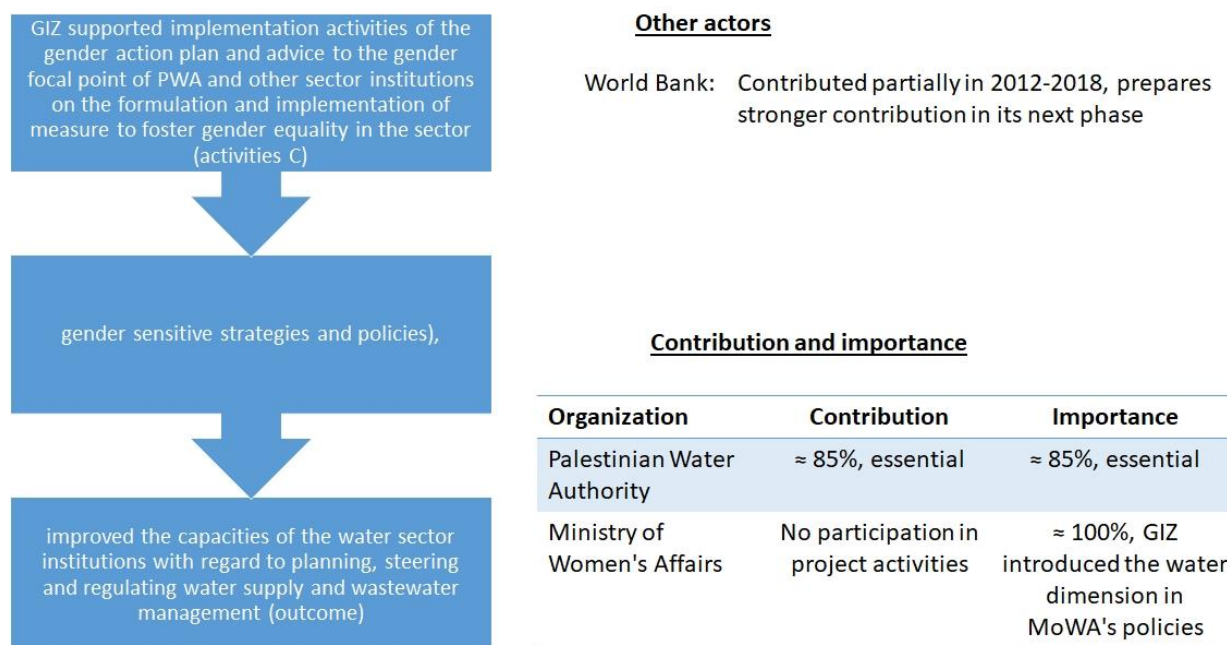 GIZ supported implementation activities of the
gender action plan and advice to the gender
focal point of PWA and other sector institutions
on the formulation and implementation of
measure to foster gender equality in the sector
(activities C)
gender sensitive strategies and policies),
improved the capacities of the water sector
institutions with regard to planning, steering
and regulating water supply and wastewater
management (outcome)
Other actors
World Bank: Contributed partially in 2012-2018, prepares
stronger contribution in its next phase
Contribution and importance
Organization Contribution Importance
Palestinian Water ≈ 85%, essential ≈ 85%, essential
Authority
Ministry of No participation in ≈ 100%, GIZ
Women's Affairs project activities introduced the water
dimension in
MoWA's policies